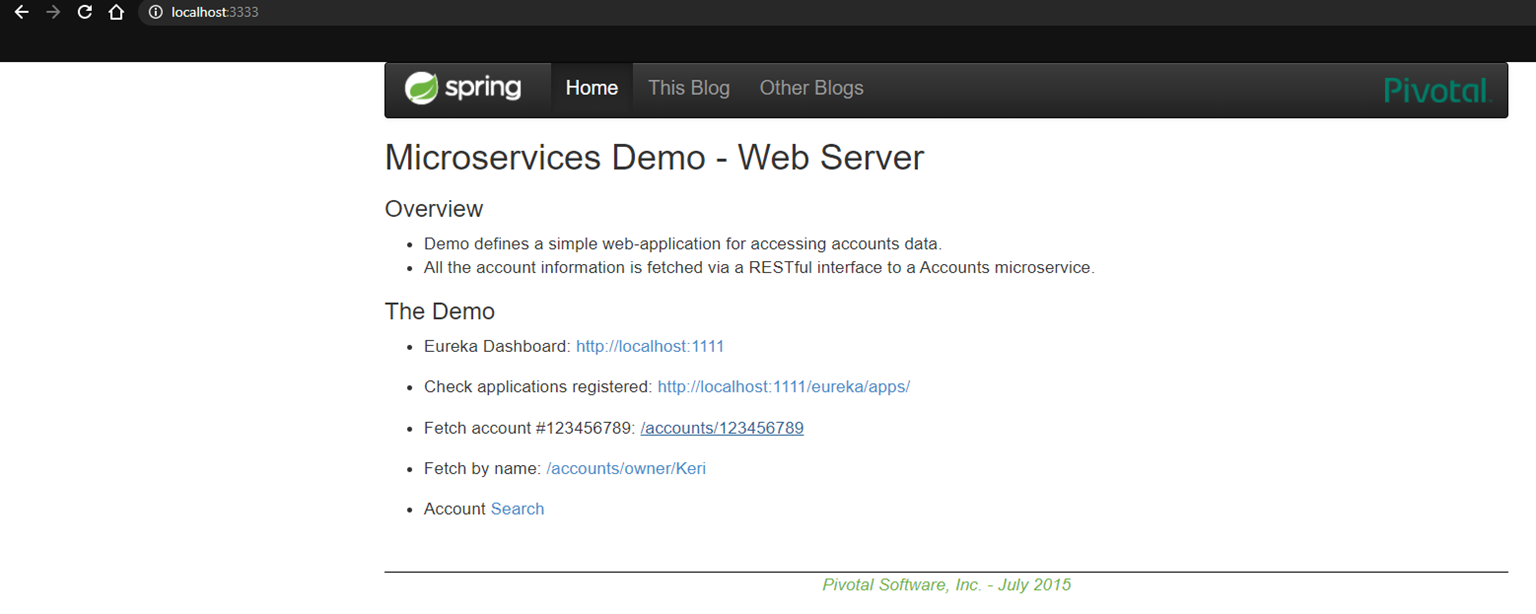 localhost:3333
spring Home This Blog Other Blogs Pivotal
Microservices Demo - Web Server
Overview
Demo defines a simple web-application for accessing accounts data.
All the account information is fetched via a RESTful interface to a Accounts microservice.
The Demo
Eureka Dashboard: http://localhost:1111
Check applications registered: http://localhost:1111/eureka/apps/
Fetch account #123456789: /accounts/123456789
Fetch by name: /accounts/owner/Keri
Account Search
Pivotal Software, Inc. - July 2015